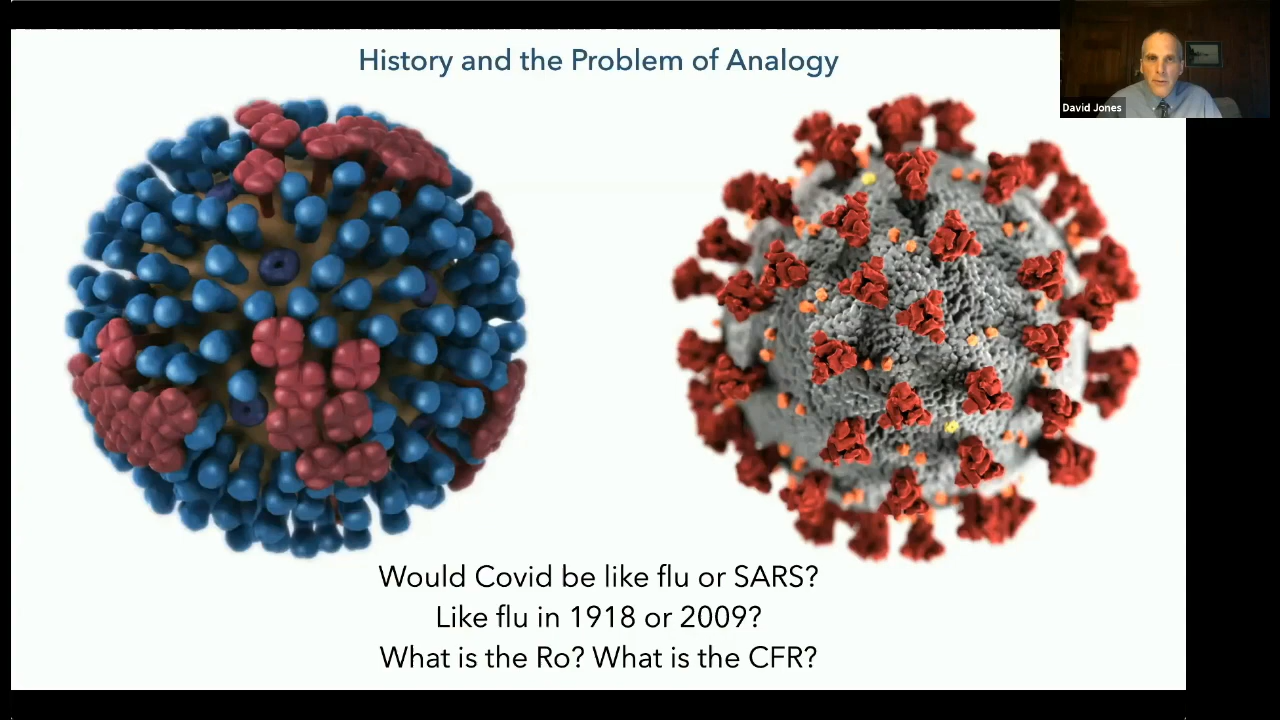 History and the Problem of Analogy
David Jones
Would Covid be like flu or SARS?
Like flu in 1918 or 2009?
What is the Ro? What is the CFR?